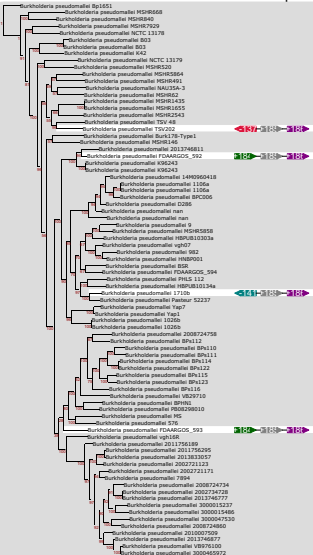 Burkholderia pseudomallei Bp1651
Burkholderia pseudomallei MSHR668
Burkholderia pseudomallei MSHR840
Burkholderia pseudomallei MSHR7929
Burkholderia pseudomallei NCTC 13178
Burkholderia pseudomallei B03
Burkholderia pseudomallei B03
Burkholderia pseudomallei K42
Burkholderia pseudomallei NCTC 13179
Burkholderia pseudomallei MSHR520
Burkholderia pseudomallei MSHR5864
Burkholderia pseudomallei MSHR491
Burkholderia pseudomallei NAU35A-3
Burkholderia pseudomallei MSHR62
Burkholderia pseudomallei MSHR1435
Burkholderia pseudomallei MSHR1655
Burkholderia pseudomallei MSHR2543
Burkholderia pseudomallei TSV 48
Burkholderia pseudomallei TSV202
Burkholderia pseudomallei Burk178-Type1
Burkholderia pseudomallei MSHR146
Burkholderia pseudomallei 2013746811
Burkholderia pseudomallei FDAARGOS_592
Burkholderia pseudomallei K96243
Burkholderia pseudomallei K96243
Burkholderia pseudomallei 14M0960418
Burkholderia pseudomallei 1106a
Burkholderia pseudomallei 1106a
Burkholderia pseudomallei BPC006
Burkholderia pseudomallei D286
Burkholderia pseudomallei nan
Burkholderia pseudomallei nan
Burkholderia pseudomallei 9
Burkholderia pseudomallei MSHR5858
Burkholderia pseudomallei HBPUB10303a
Burkholderia pseudomallei vgh07
Burkholderia pseudomallei 982
Burkholderia pseudomallei HNBP001
Burkholderia pseudomallei BSR
Burkholderia pseudomallei FDAARGOS_594
Burkholderia pseudomallei PHLS 112
Burkholderia pseudomallei HBPUB10134a
Burkholderia pseudomallei 1710b
Burkholderia pseudomallei Pasteur 52237
Burkholderia pseudomallei Yap7
Burkholderia pseudomallei Yap1
Burkholderia pseudomallei 1026b
Burkholderia pseudomallei 1026b
Burkholderia pseudomallei 2008724758
Burkholderia pseudomallei BPs112
Burkholderia pseudomallei BPs110
Burkholderia pseudomallei BPs111
Burkholderia pseudomallei BPs114
Burkholderia pseudomallei BPs122
Burkholderia pseudomallei BPs115
Burkholderia pseudomallei BPs123
Burkholderia pseudomallei BPs116
Burkholderia pseudomallei VB29710
Burkholderia pseudomallei BPHN1
Burkholderia pseudomallei PB08298010
Burkholderia pseudomallei MS
Burkholderia pseudomallei 576
Burkholderia pseudomallei FDAARGOS_593
Burkholderia pseudomallei vgh16R
Burkholderia pseudomallei 2011756189
Burkholderia pseudomallei 2011756295
Burkholderia pseudomallei 2013833057
Burkholderia pseudomallei 2002721123
Burkholderia pseudomallei 2002721171
Burkholderia pseudomallei 7894
Burkholderia pseudomallei 2008724734
Burkholderia pseudomallei 2002734728
Burkholderia pseudomallei 2013746777
Burkholderia pseudomallei 3000015237
Burkholderia pseudomallei 3000015486
Burkholderia pseudomallei 3000047530
Burkholderia pseudomallei 2008724860
Burkholderia pseudomallei 2010007509
Burkholderia pseudomallei 2013746877
Burkholderia pseudomallei VB976100
Burkholderia pseudomallei 3000465972